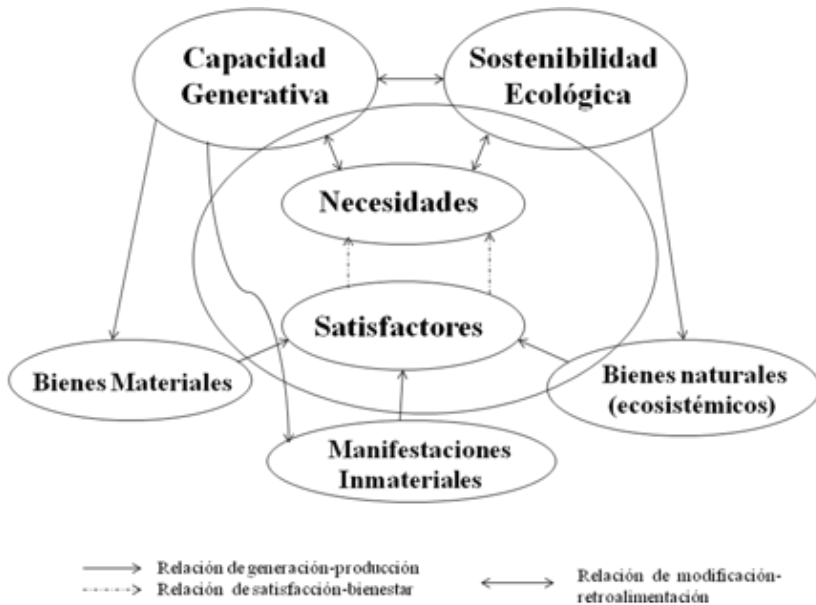 Capacidad
Generativa
Sostenibilidad
Ecológica
Necesidades
Satisfactores
Bienes Materiales
Bienes naturales
(ecosistémicos)
Manifestaciones
Inmateriales
Relación de generación-producción
Relación de satisfacción-bienestar
Relación de modificación-
retroalimentación